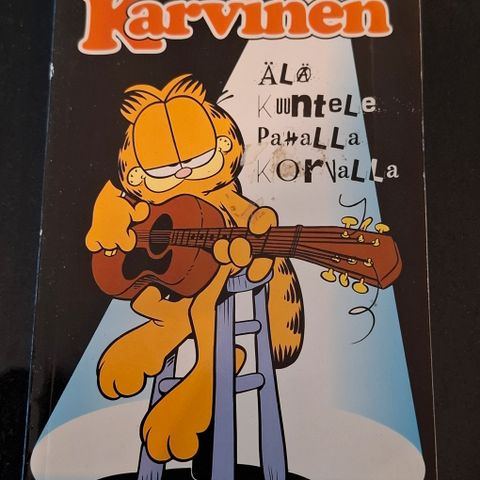 Karvinen
ÄLÄ
KUUNTELE
PAHALLA
KORVALLA